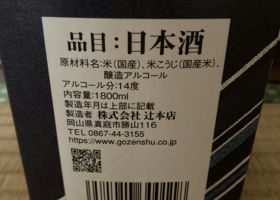 品目:日本酒
原材料名:米(国産)、米こうじ(国産米)、
醸造アルコール
アルコール分:14度
内容量:1800ml
製造年月は上部に記載
製造者 株式会社 辻本店
岡山県真庭市勝山116
TEL 0867-44-3155
https://www.gozenshu.co.jp